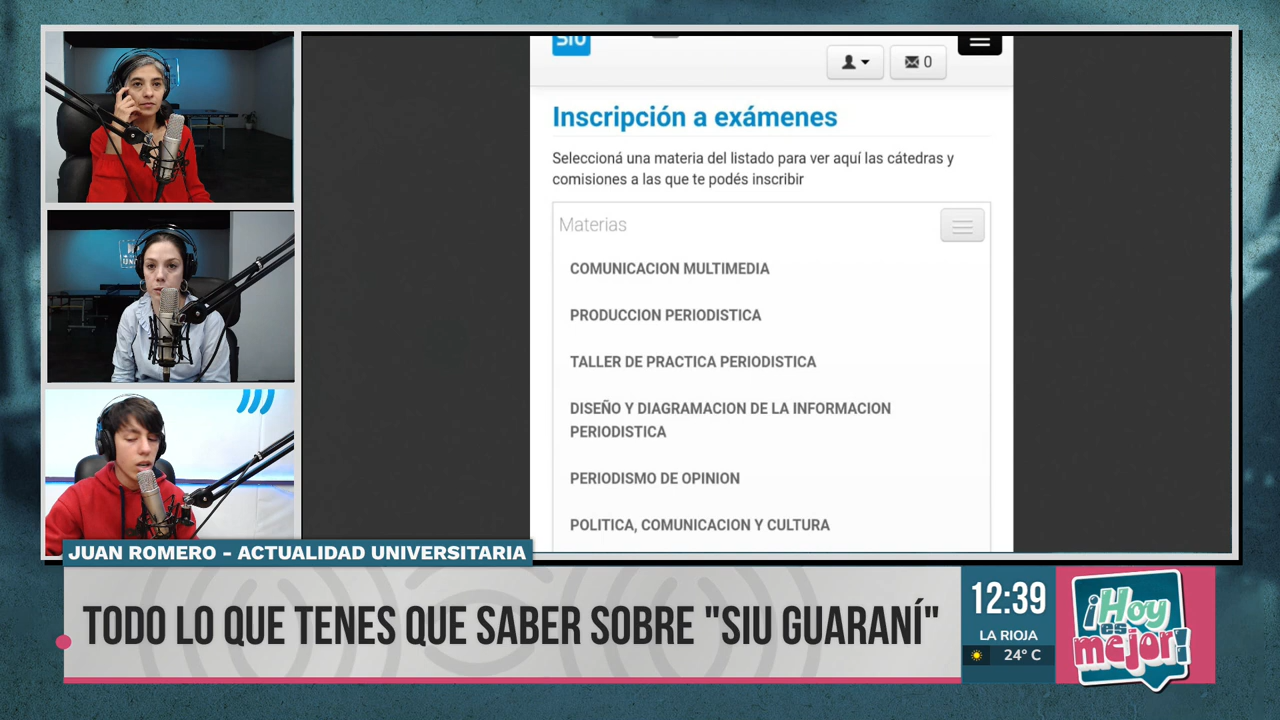 SIU
0
Inscripción a exámenes
Seleccioná una materia del listado para ver aquí las cátedras y
comisiones a las que te podés inscribir
Materias
COMUNICACION MULTIMEDIA
PRODUCCION PERIODISTICA
TALLER DE PRACTICA PERIODISTICA
DISEÑO Y DIAGRAMACION DE LA INFORMACION
PERIODISTICA
PERIODISMO DE OPINION
POLITICA, COMUNICACION Y CULTURA
JUAN ROMERO - ACTUALIDAD UNIVERSITARIA
TODO LO QUE TENES QUE SABER SOBRE "SIU GUARANÍ"
12:39
LA RIOJA
24° C
¡Hoy
es
mejor!